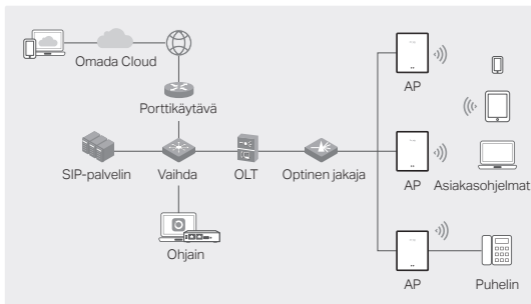 Omada Cloud
Porttikäytävä
AP
SIP-palvelin
Vaihda
OLT
Optinen jakaja
AP
Asiakasohjelmat
Ohjain
AP
Puhelin